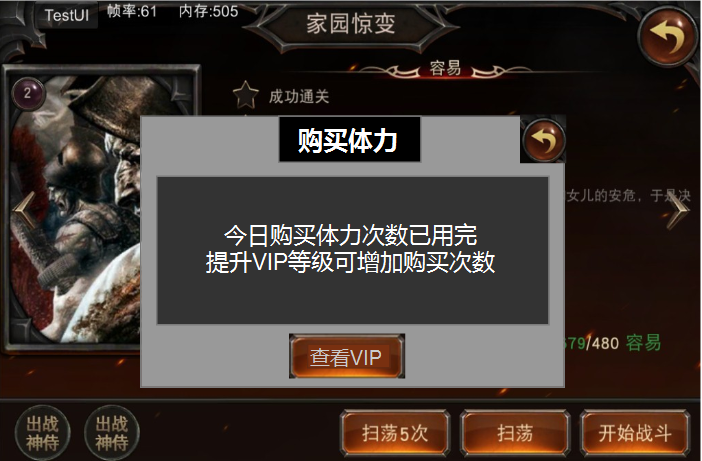 TestUI
帧率:61
内存:505
家园惊变
容易
2
成功通关
购买体力
女儿的安危，于是决
今日购买体力次数已用完
提升VIP等级可增加购买次数
579/480 容易
查看VIP
出战
神侍
出战
神侍
扫荡5次
扫荡
开始战斗